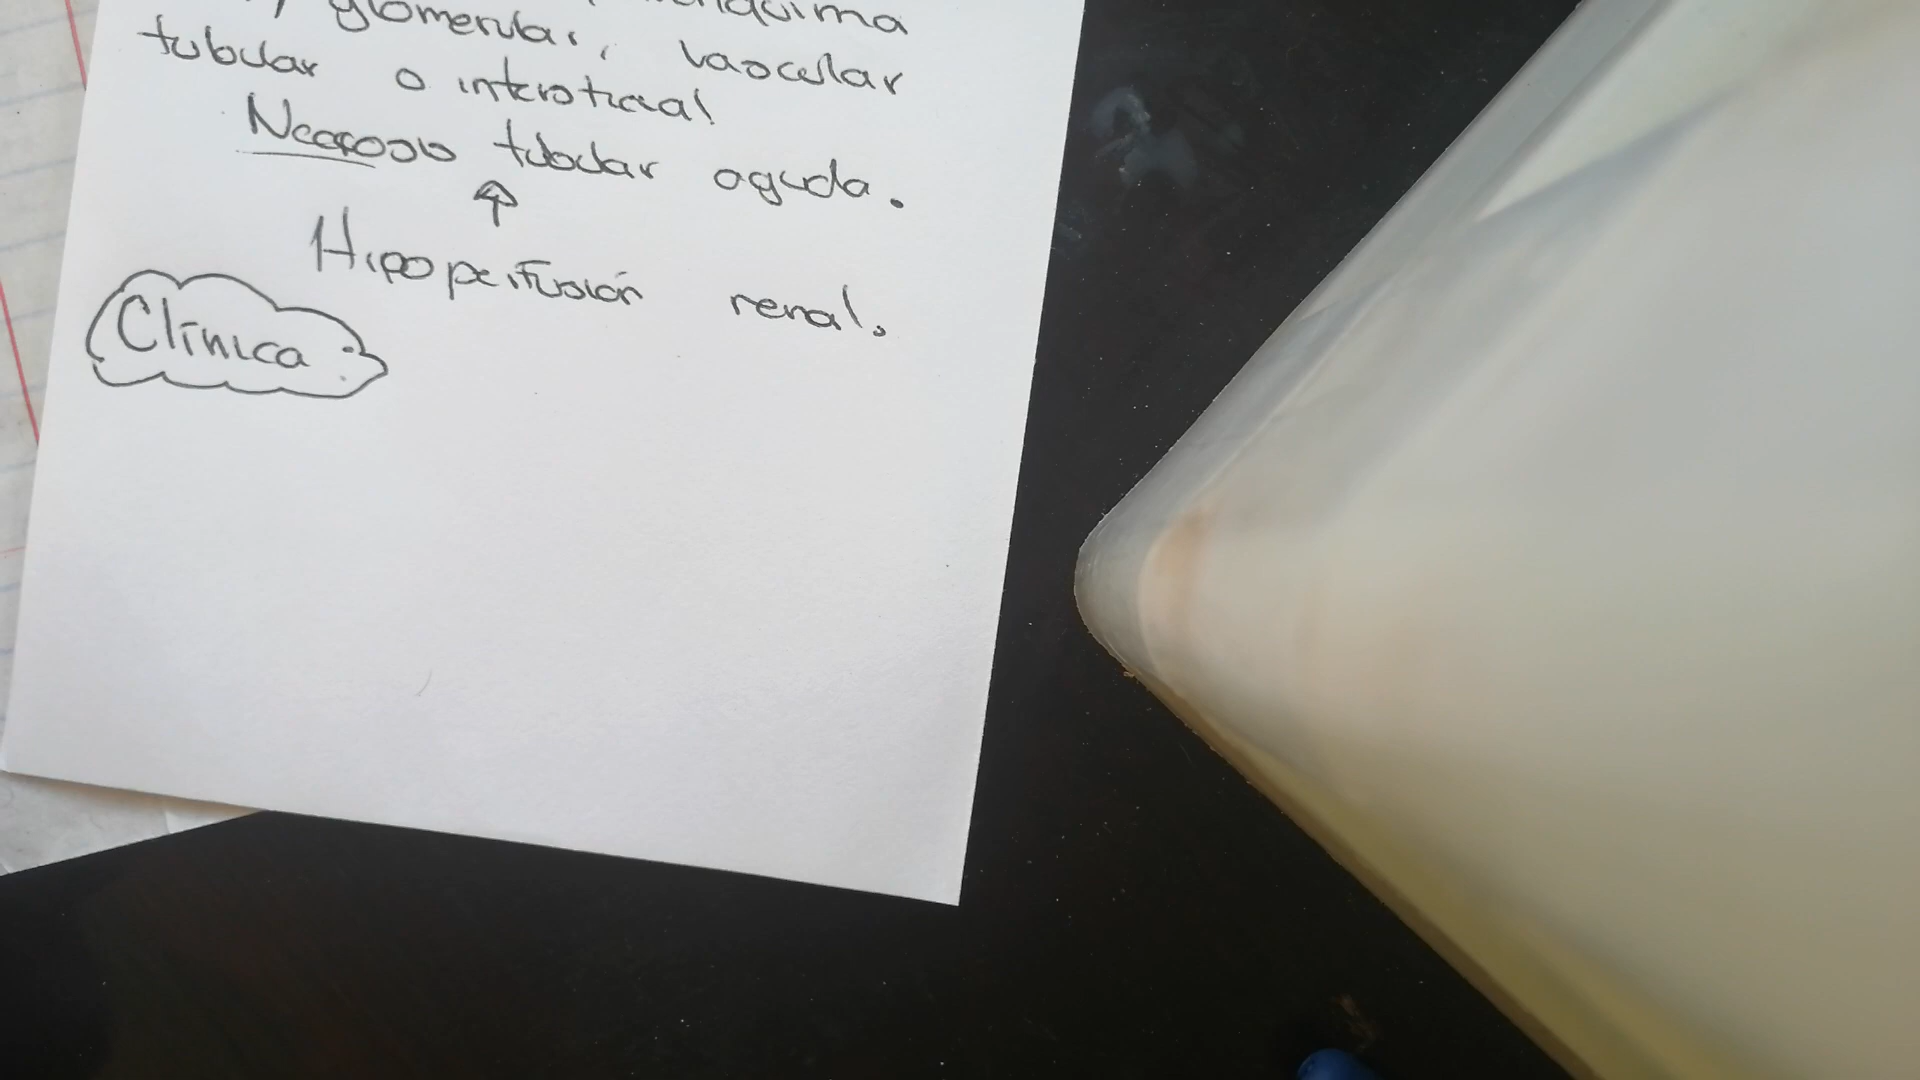 glomerular, vascular
tubular o intersticial
Necrosis tubular aguda.
↑
Hipoperfusión renal.
Clínica